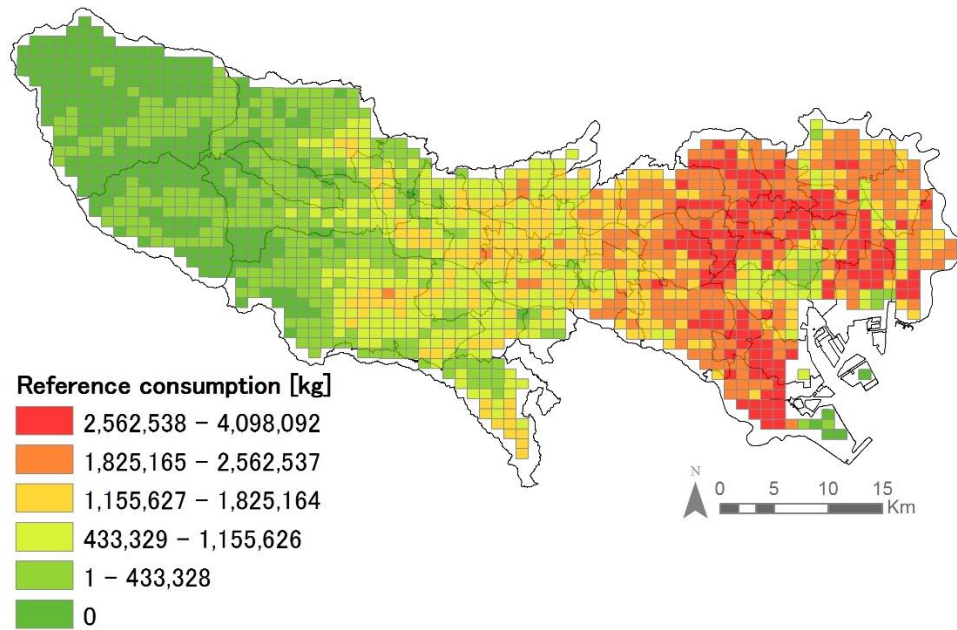 Reference consumption [kg]
2,562,538 – 4,098,092
1,825,165 – 2,562,537
1,155,627 – 1,825,164
433,329 – 1,155,626
1 – 433,328
0
N
0 5 10 15
Km